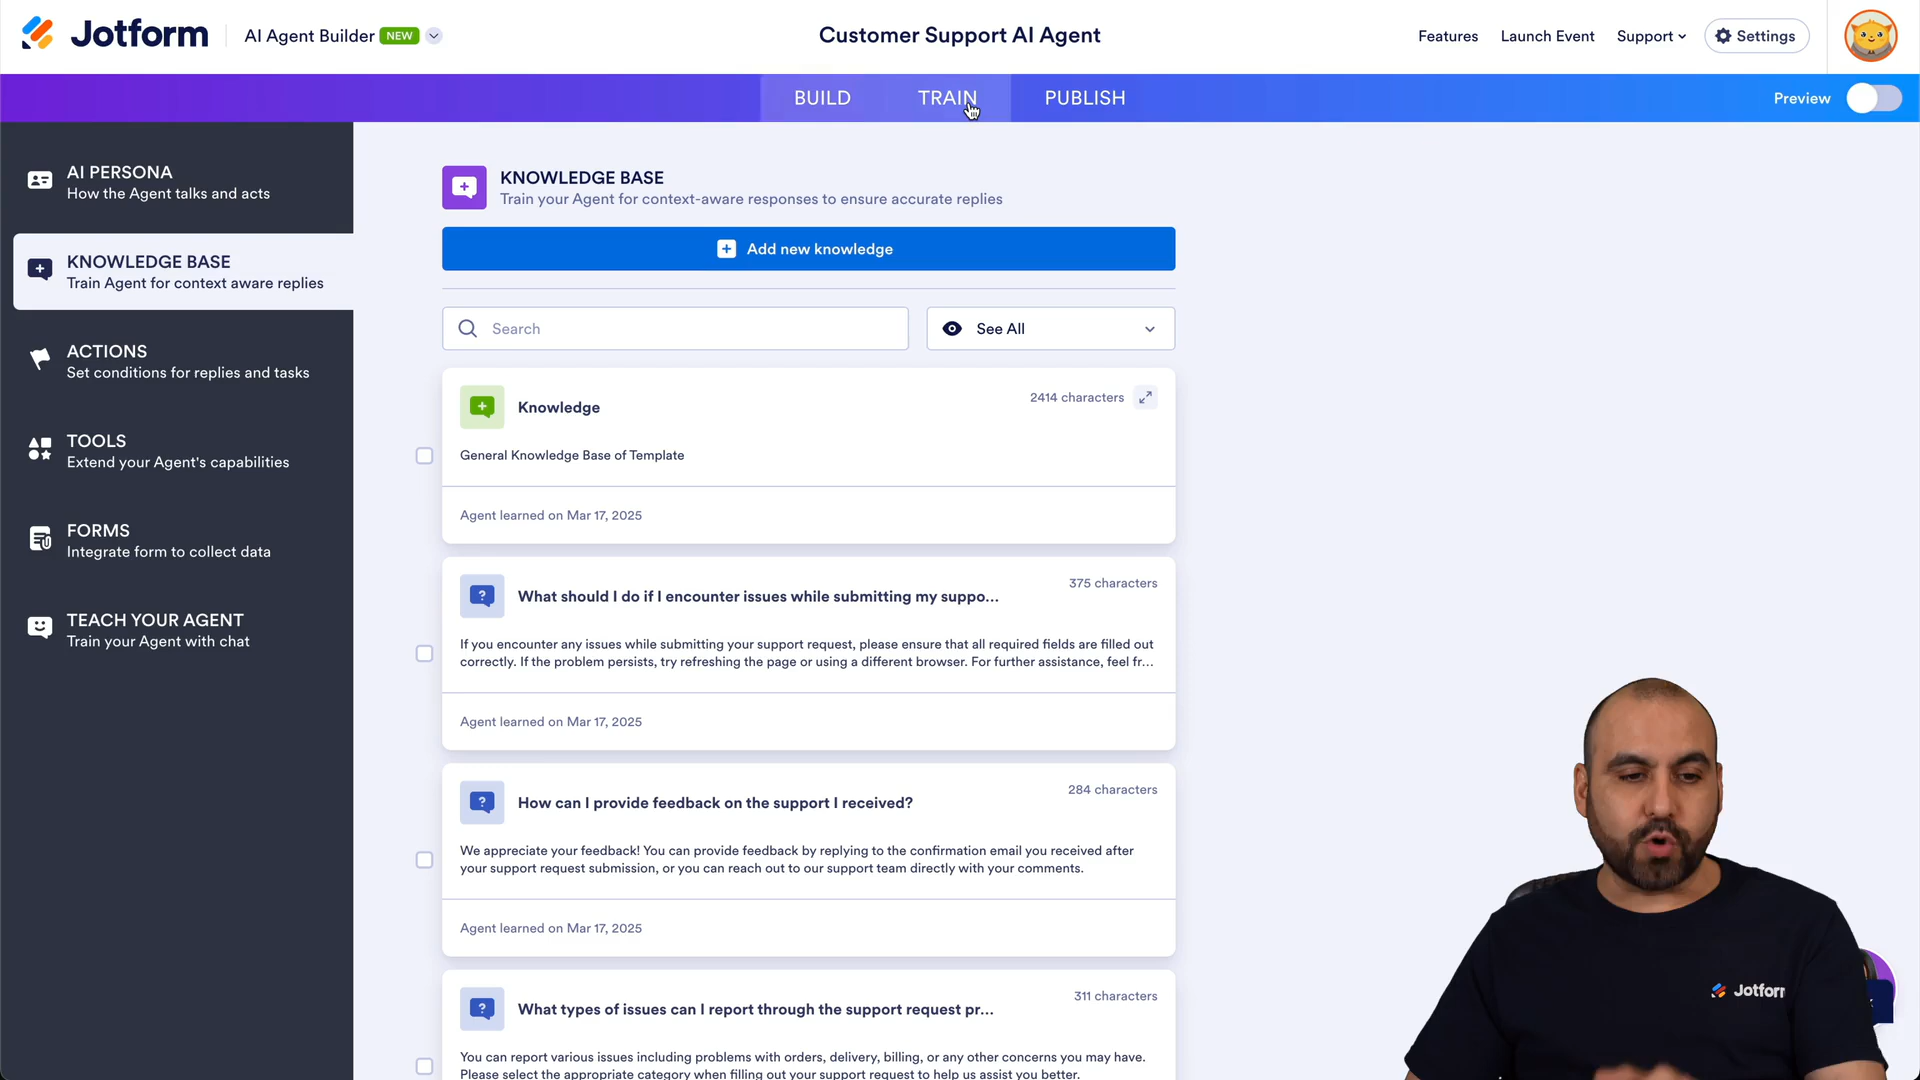 Jotform
AI Agent Builder NEW
Customer Support AI Agent
Features
Launch Event
Support
Settings
BUILD
TRAIN
PUBLISH
Preview
AI PERSONA
How the Agent talks and acts
KNOWLEDGE BASE
Train Agent for context aware replies
ACTIONS
Set conditions for replies and tasks
TOOLS
Extend your Agent's capabilities
FORMS
Integrate form to collect data
TEACH YOUR AGENT
Train your Agent with chat
KNOWLEDGE BASE
Train your Agent for context-aware responses to ensure accurate replies
Add new knowledge
Search
See All
Knowledge
2414 characters
General Knowledge Base of Template
Agent learned on Mar 17, 2025
What should I do if I encounter issues while submitting my suppo...
375 characters
If you encounter any issues while submitting your support request, please ensure that all required fields are filled out
correctly. If the problem persists, try refreshing the page or using a different browser. For further assistance, feel fr...
Agent learned on Mar 17, 2025
How can I provide feedback on the support I received?
284 characters
We appreciate your feedback! You can provide feedback by replying to the confirmation email you received after
your support request submission, or you can reach out to our support team directly with your comments.
Agent learned on Mar 17, 2025
What types of issues can I report through the support request pr...
311 characters
You can report various issues including problems with orders, delivery, billing, or any other concerns you may have.
Please select the appropriate category when filling out your support request to help us assist you better.
Jotform